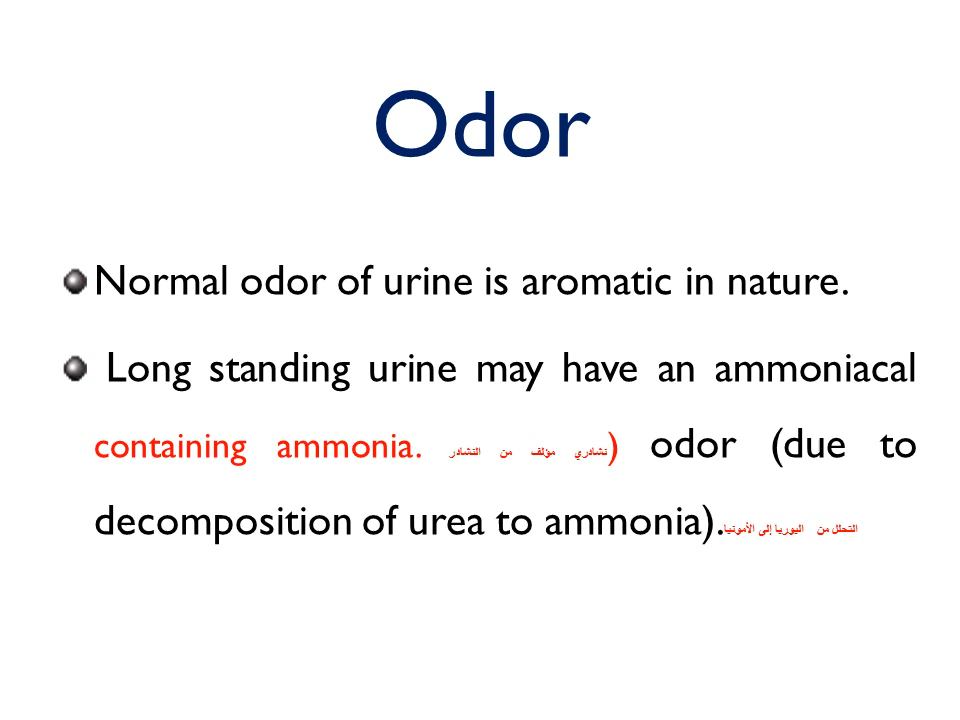 Odor
Normal odor of urine is aromatic in nature.
Long standing urine may have an ammoniacal
containing ammonia. نشادري مؤلف من النشادر) odor (due to
decomposition of urea to ammonia).التحلل من اليوريا إلى الأمونيا